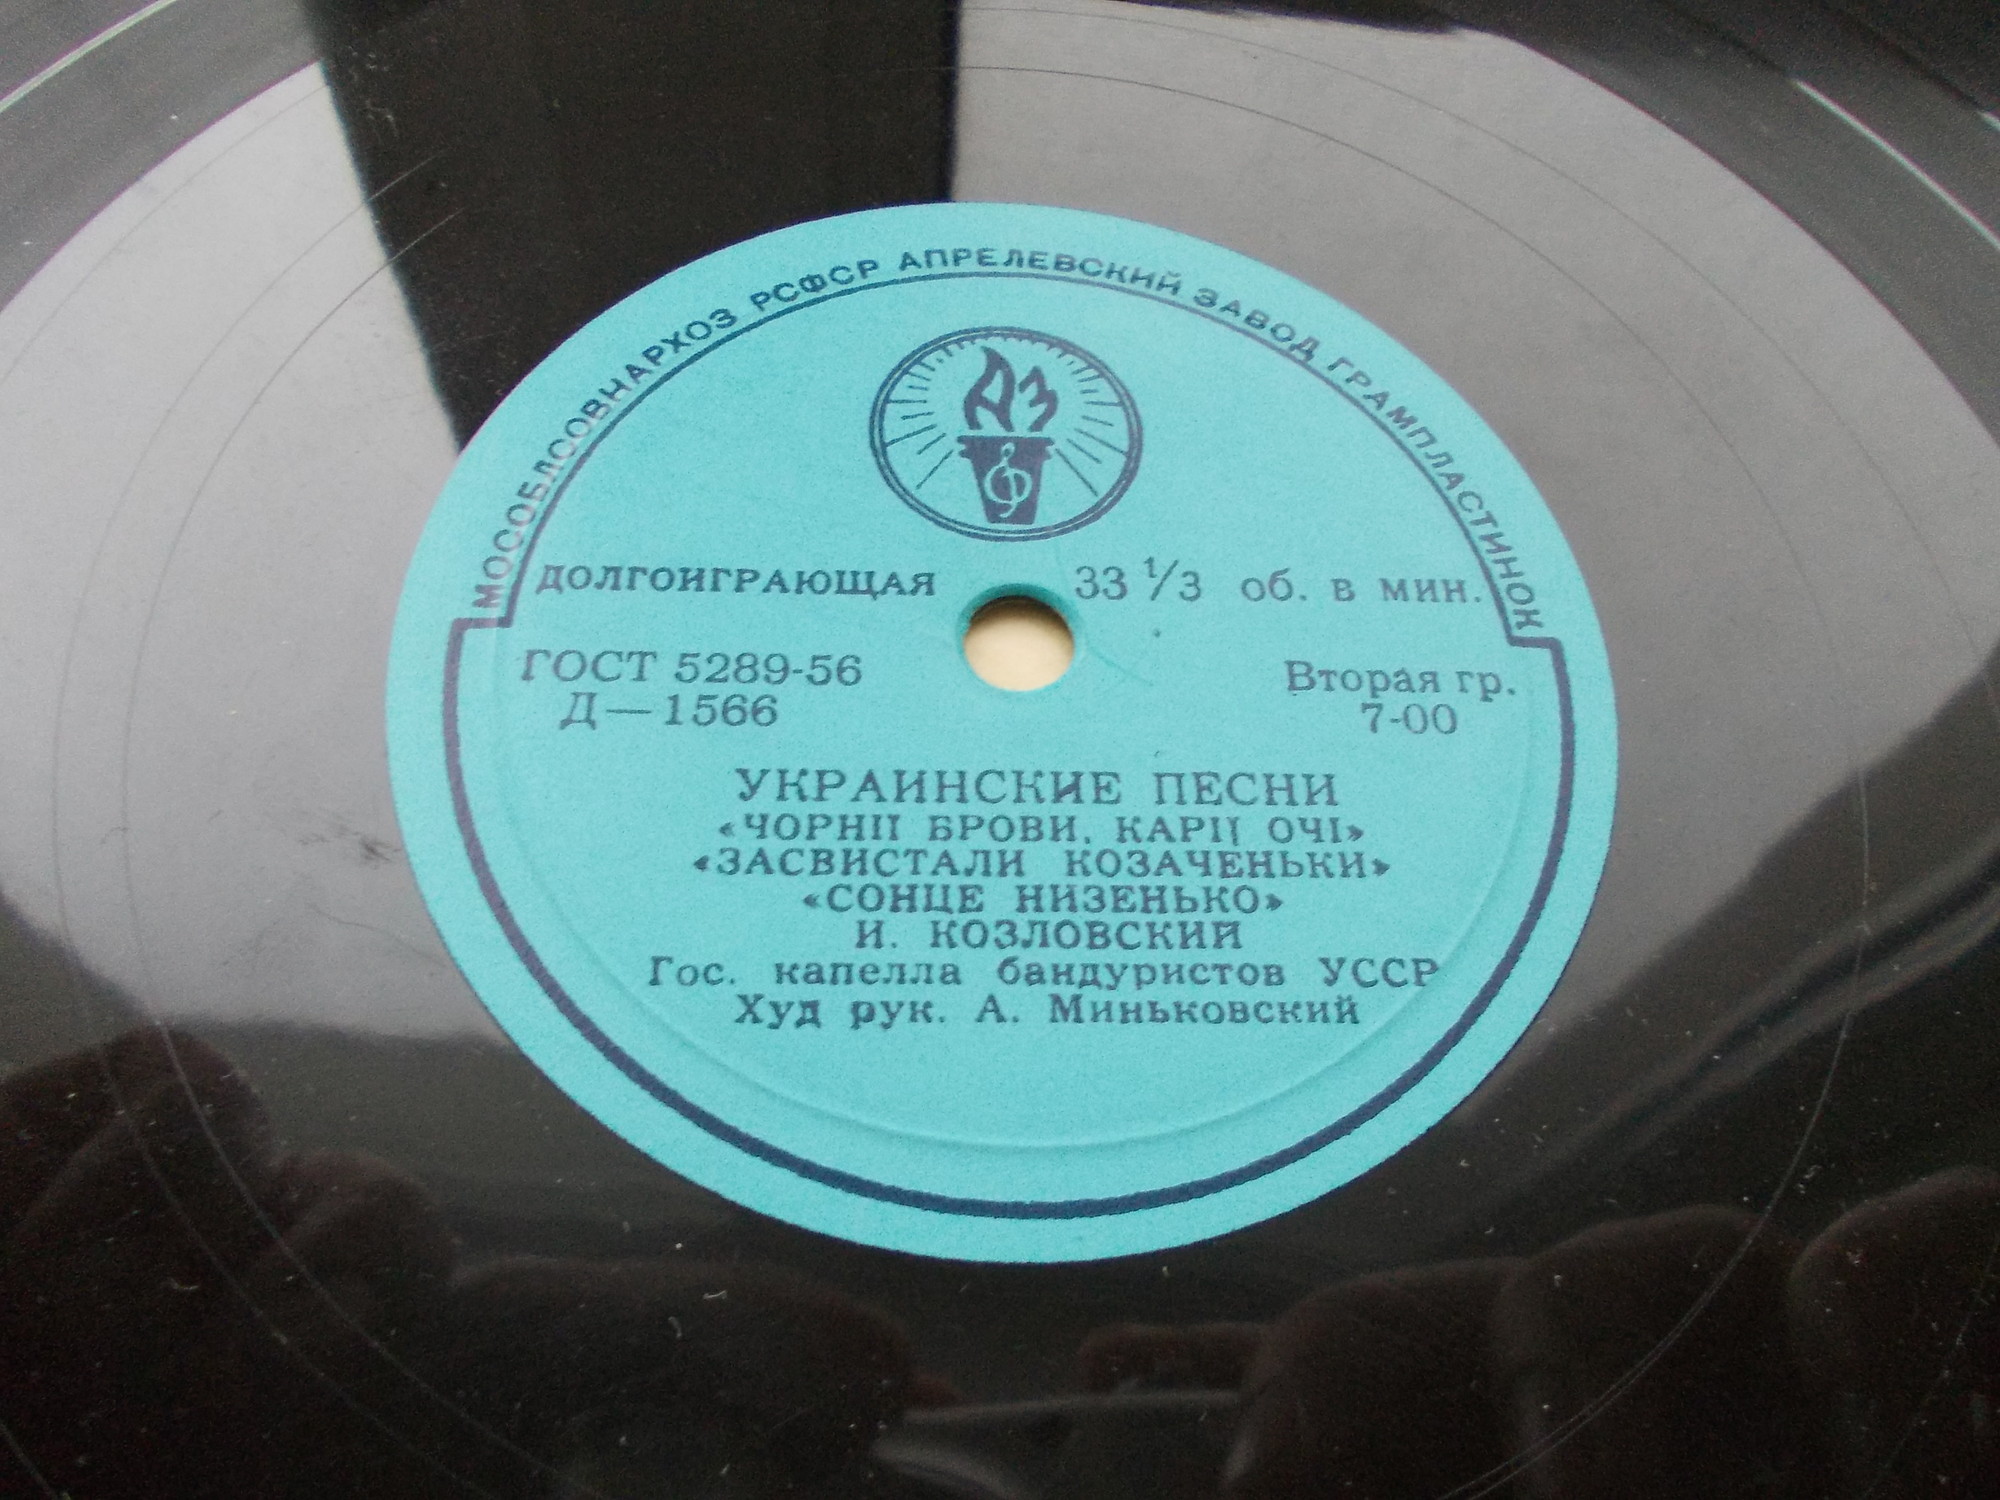 МОСОБЛСОВНАРХОЗ РСФСР АПРЕЛЕВСКИЙ ЗАВОД ГРАМПЛАСТИНОК
АЗ
ДОЛГОИГРАЮЩАЯ 33 1/3 об. в мин.
ГОСТ 5289-56 Вторая гр.
Д—1566 7-00
УКРАИНСКИЕ ПЕСНИ
«ЧОРНІІ БРОВИ, КАРІІ ОЧІ»
«ЗАСВИСТАЛИ КОЗАЧЕНЬКИ»
«СОНЦЕ НИЗЕНЬКО»
И. КОЗЛОВСКИЙ
Гос. капелла бандуристов УССР
Худ рук. А. Миньковский